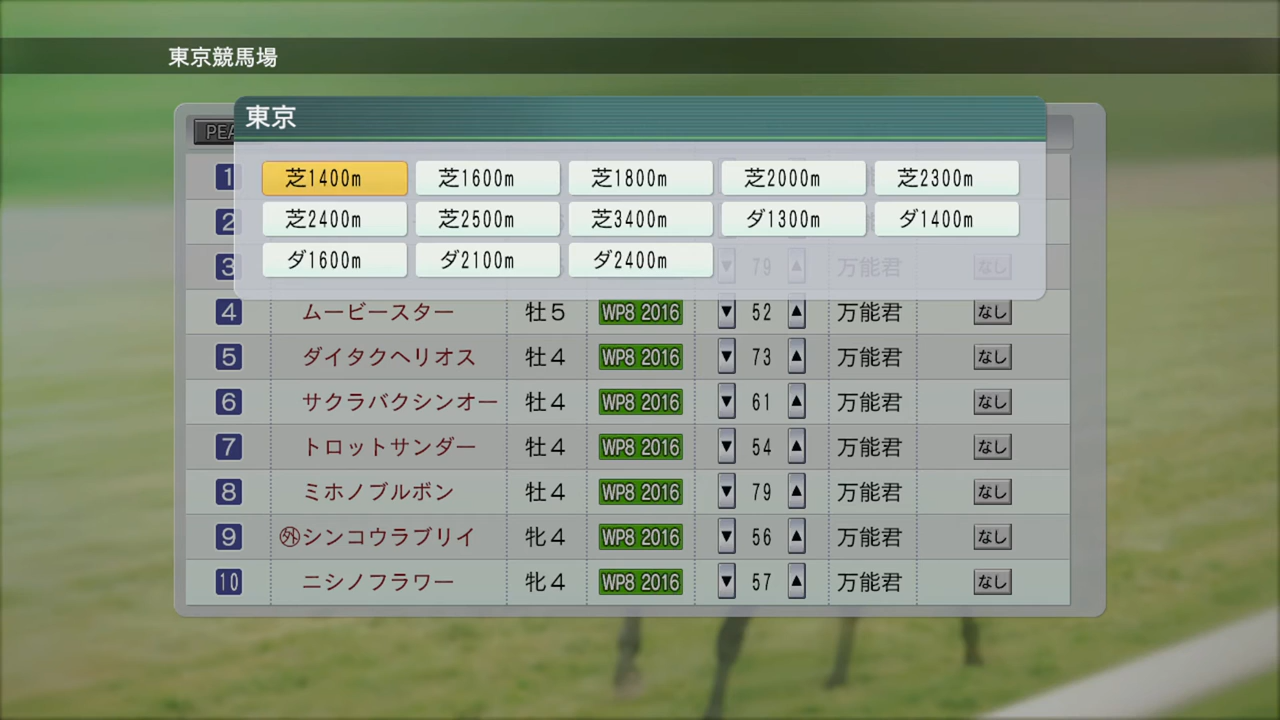 東京競馬場
東京
PEA
芝1400m 芝1600m 芝1800m 芝2000m 芝2300m
芝2400m 芝2500m 芝3400m ダ1300m ダ1400m
ダ1600m ダ2100m ダ2400m
1
2
3 ▼ 79 ▲ 万能君 なし
4 ムービースター 牡5 WP8 2016 ▼ 52 ▲ 万能君 なし
5 ダイタクヘリオス 牡4 WP8 2016 ▼ 73 ▲ 万能君 なし
6 サクラバクシンオー 牡4 WP8 2016 ▼ 61 ▲ 万能君 なし
7 トロットサンダー 牡4 WP8 2016 ▼ 54 ▲ 万能君 なし
8 ミホノブルボン 牡4 WP8 2016 ▼ 79 ▲ 万能君 なし
9 ㊕シンコウラブリイ 牝4 WP8 2016 ▼ 56 ▲ 万能君 なし
10 ニシノフラワー 牝4 WP8 2016 ▼ 57 ▲ 万能君 なし